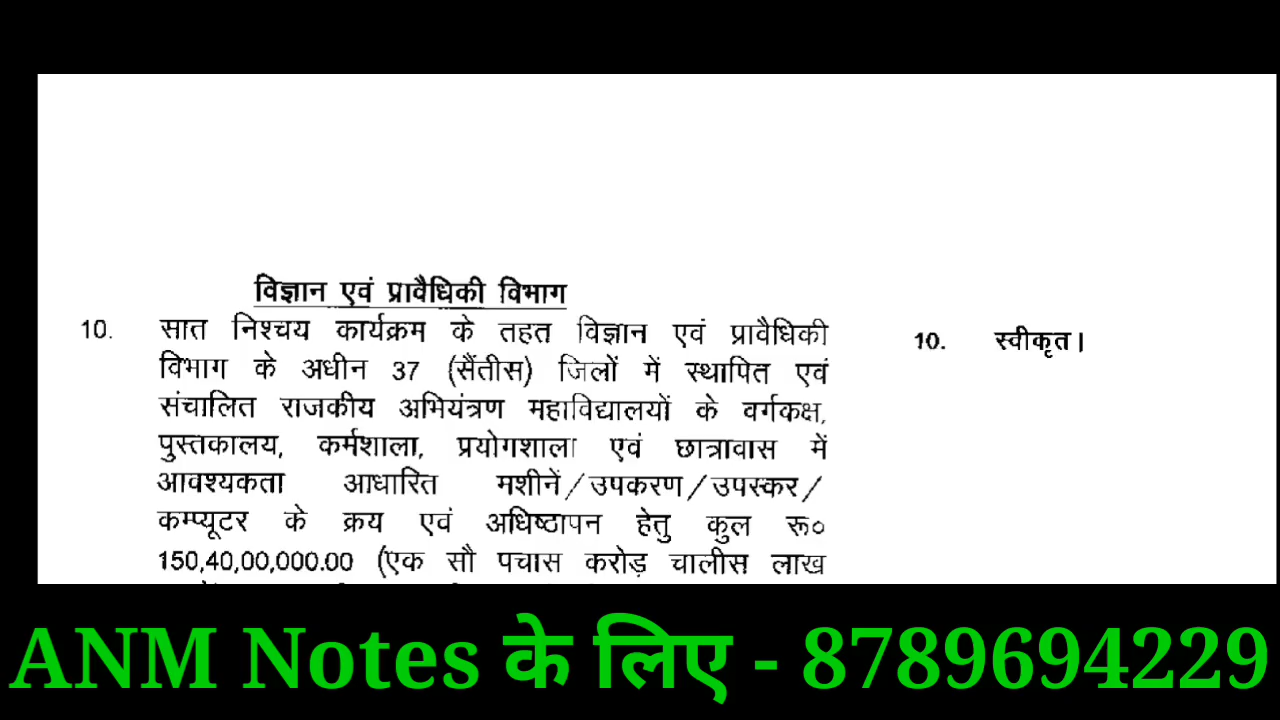 विज्ञान एवं प्रावैधिकी विभाग
10. सात निश्चय कार्यक्रम के तहत विज्ञान एवं प्रावैधिकी 10. स्वीकृत।
विभाग के अधीन 37 (सैंतीस) जिलों में स्थापित एवं
संचालित राजकीय अभियंत्रण महाविद्यालयों के वर्गकक्ष,
पुस्तकालय, कर्मशाला, प्रयोगशाला एवं छात्रावास में
आवश्यकता आधारित मशीनें/उपकरण/उपस्कर/
कम्प्यूटर के क्रय एवं अधिष्ठापन हेतु कुल रू०
150,40,00,000.00 (एक सौ पचास करोड़ चालीस लाख
ANM Notes के लिए - 8789694229